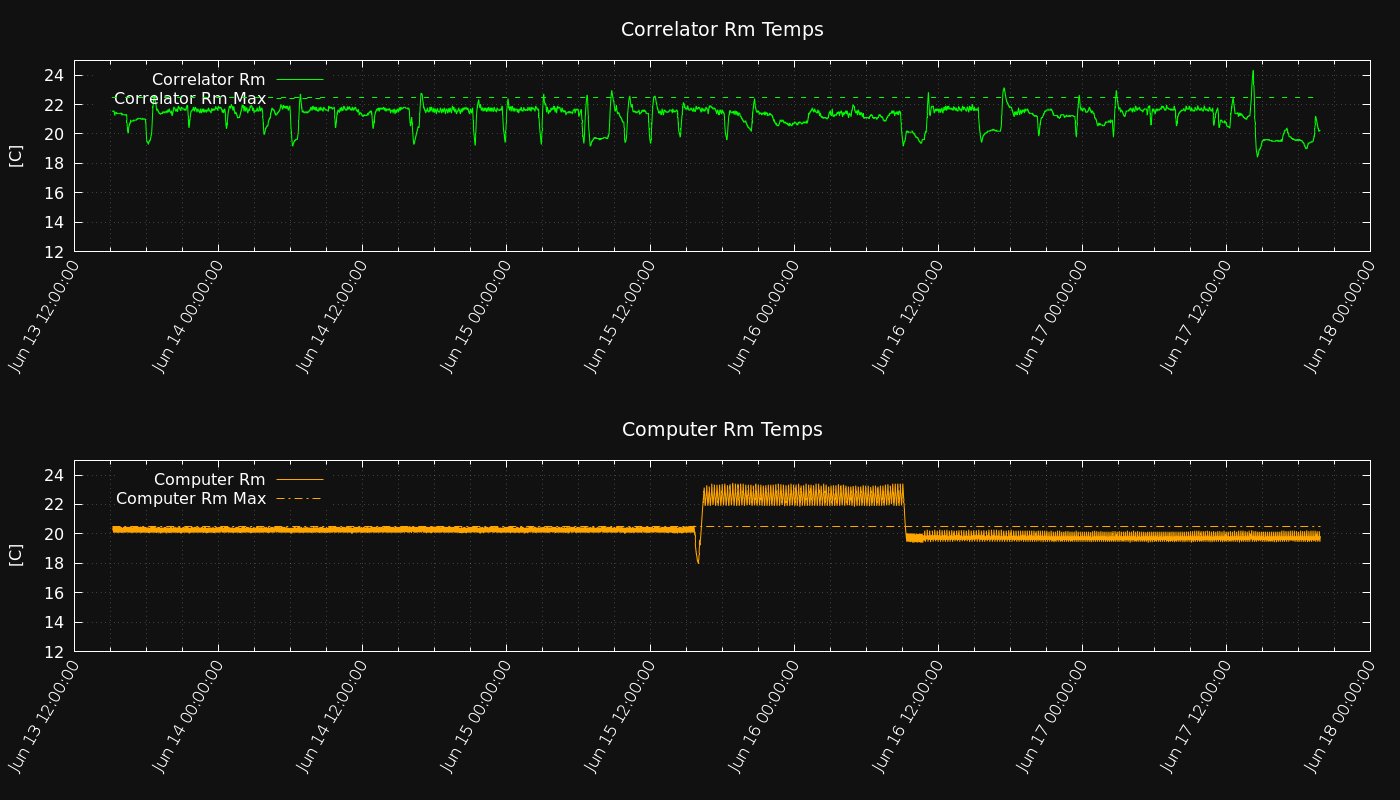 Correlator Rm Temps
Correlator Rm
Correlator Rm Max
[C]
24
22
20
18
16
14
12
Jun 13 12:00:00
Jun 14 00:00:00
Jun 14 12:00:00
Jun 15 00:00:00
Jun 15 12:00:00
Jun 16 00:00:00
Jun 16 12:00:00
Jun 17 00:00:00
Jun 17 12:00:00
Jun 18 00:00:00
Computer Rm Temps
Computer Rm
Computer Rm Max
[C]
24
22
20
18
16
14
12
Jun 13 12:00:00
Jun 14 00:00:00
Jun 14 12:00:00
Jun 15 00:00:00
Jun 15 12:00:00
Jun 16 00:00:00
Jun 16 12:00:00
Jun 17 00:00:00
Jun 17 12:00:00
Jun 18 00:00:00